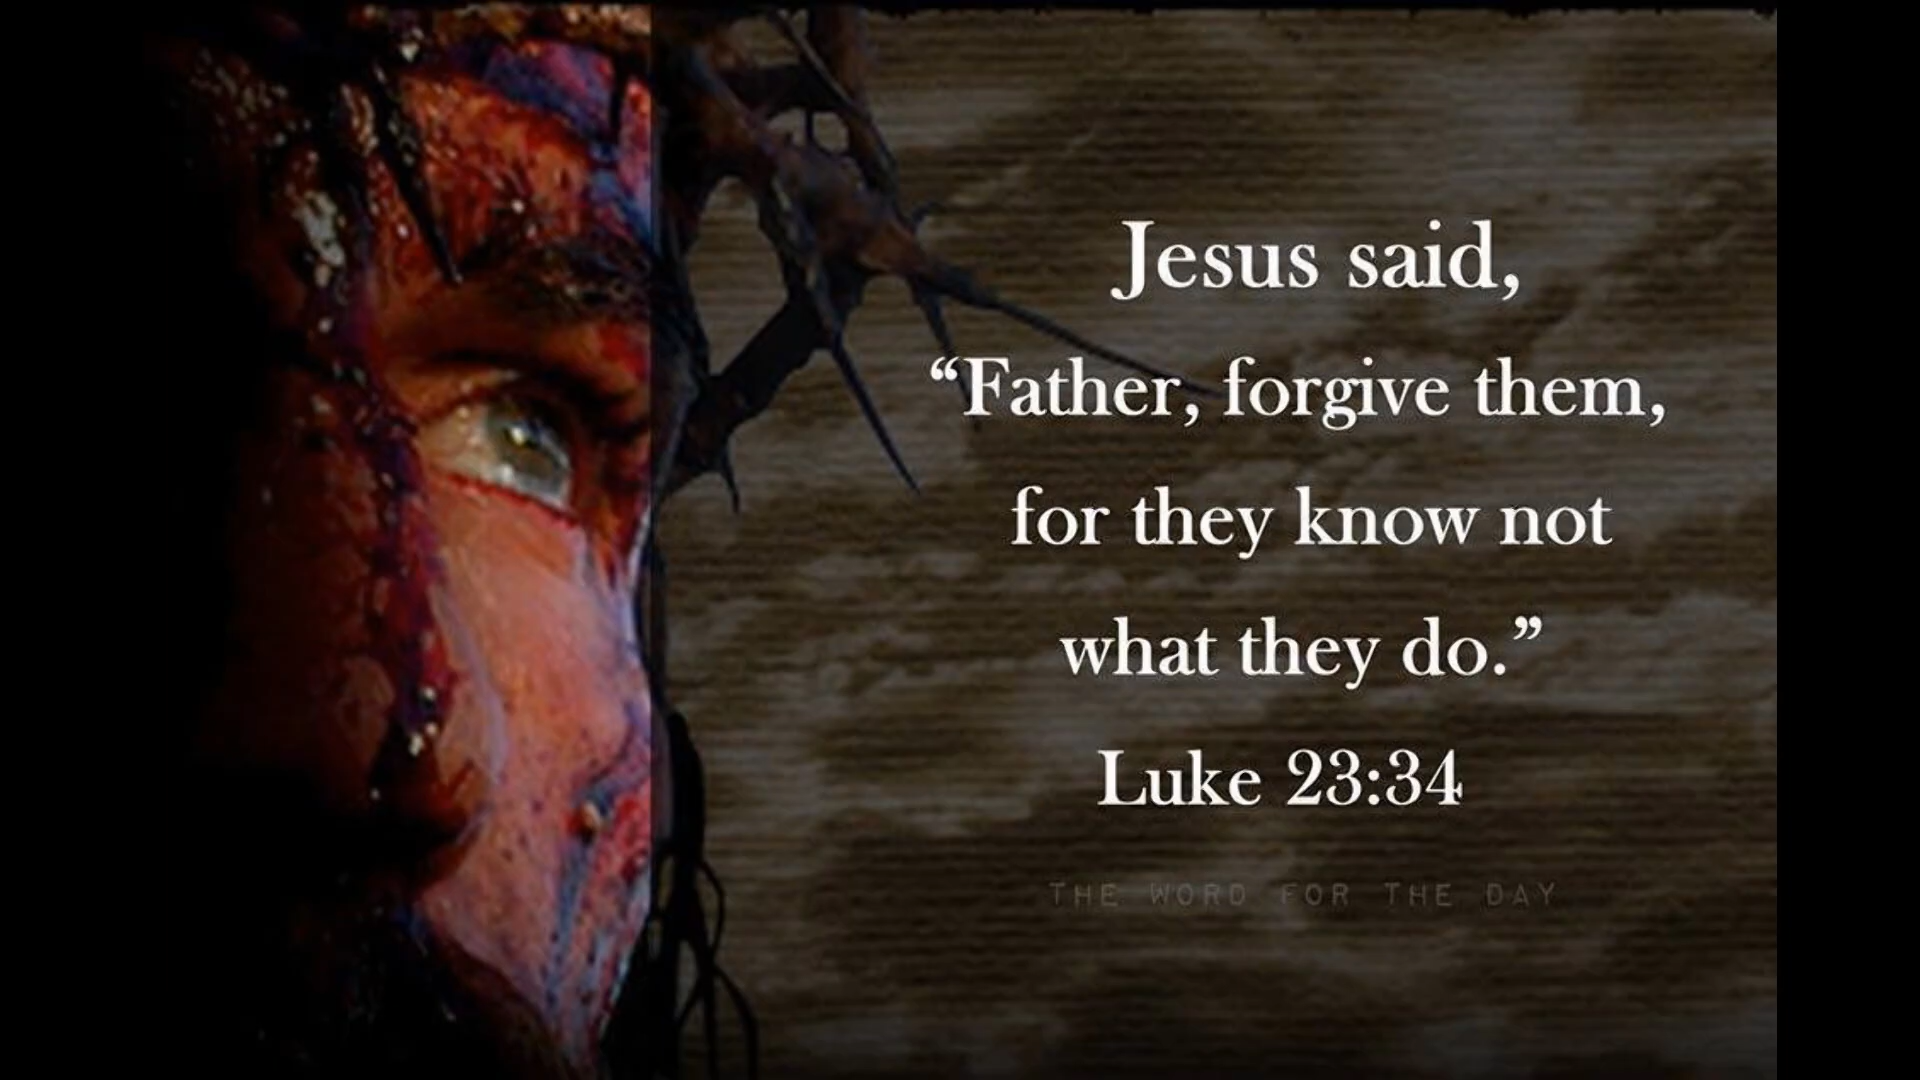 Jesus said,
“Father, forgive them,
for they know not
what they do.”
Luke 23:34
THE WORD FOR THE DAY